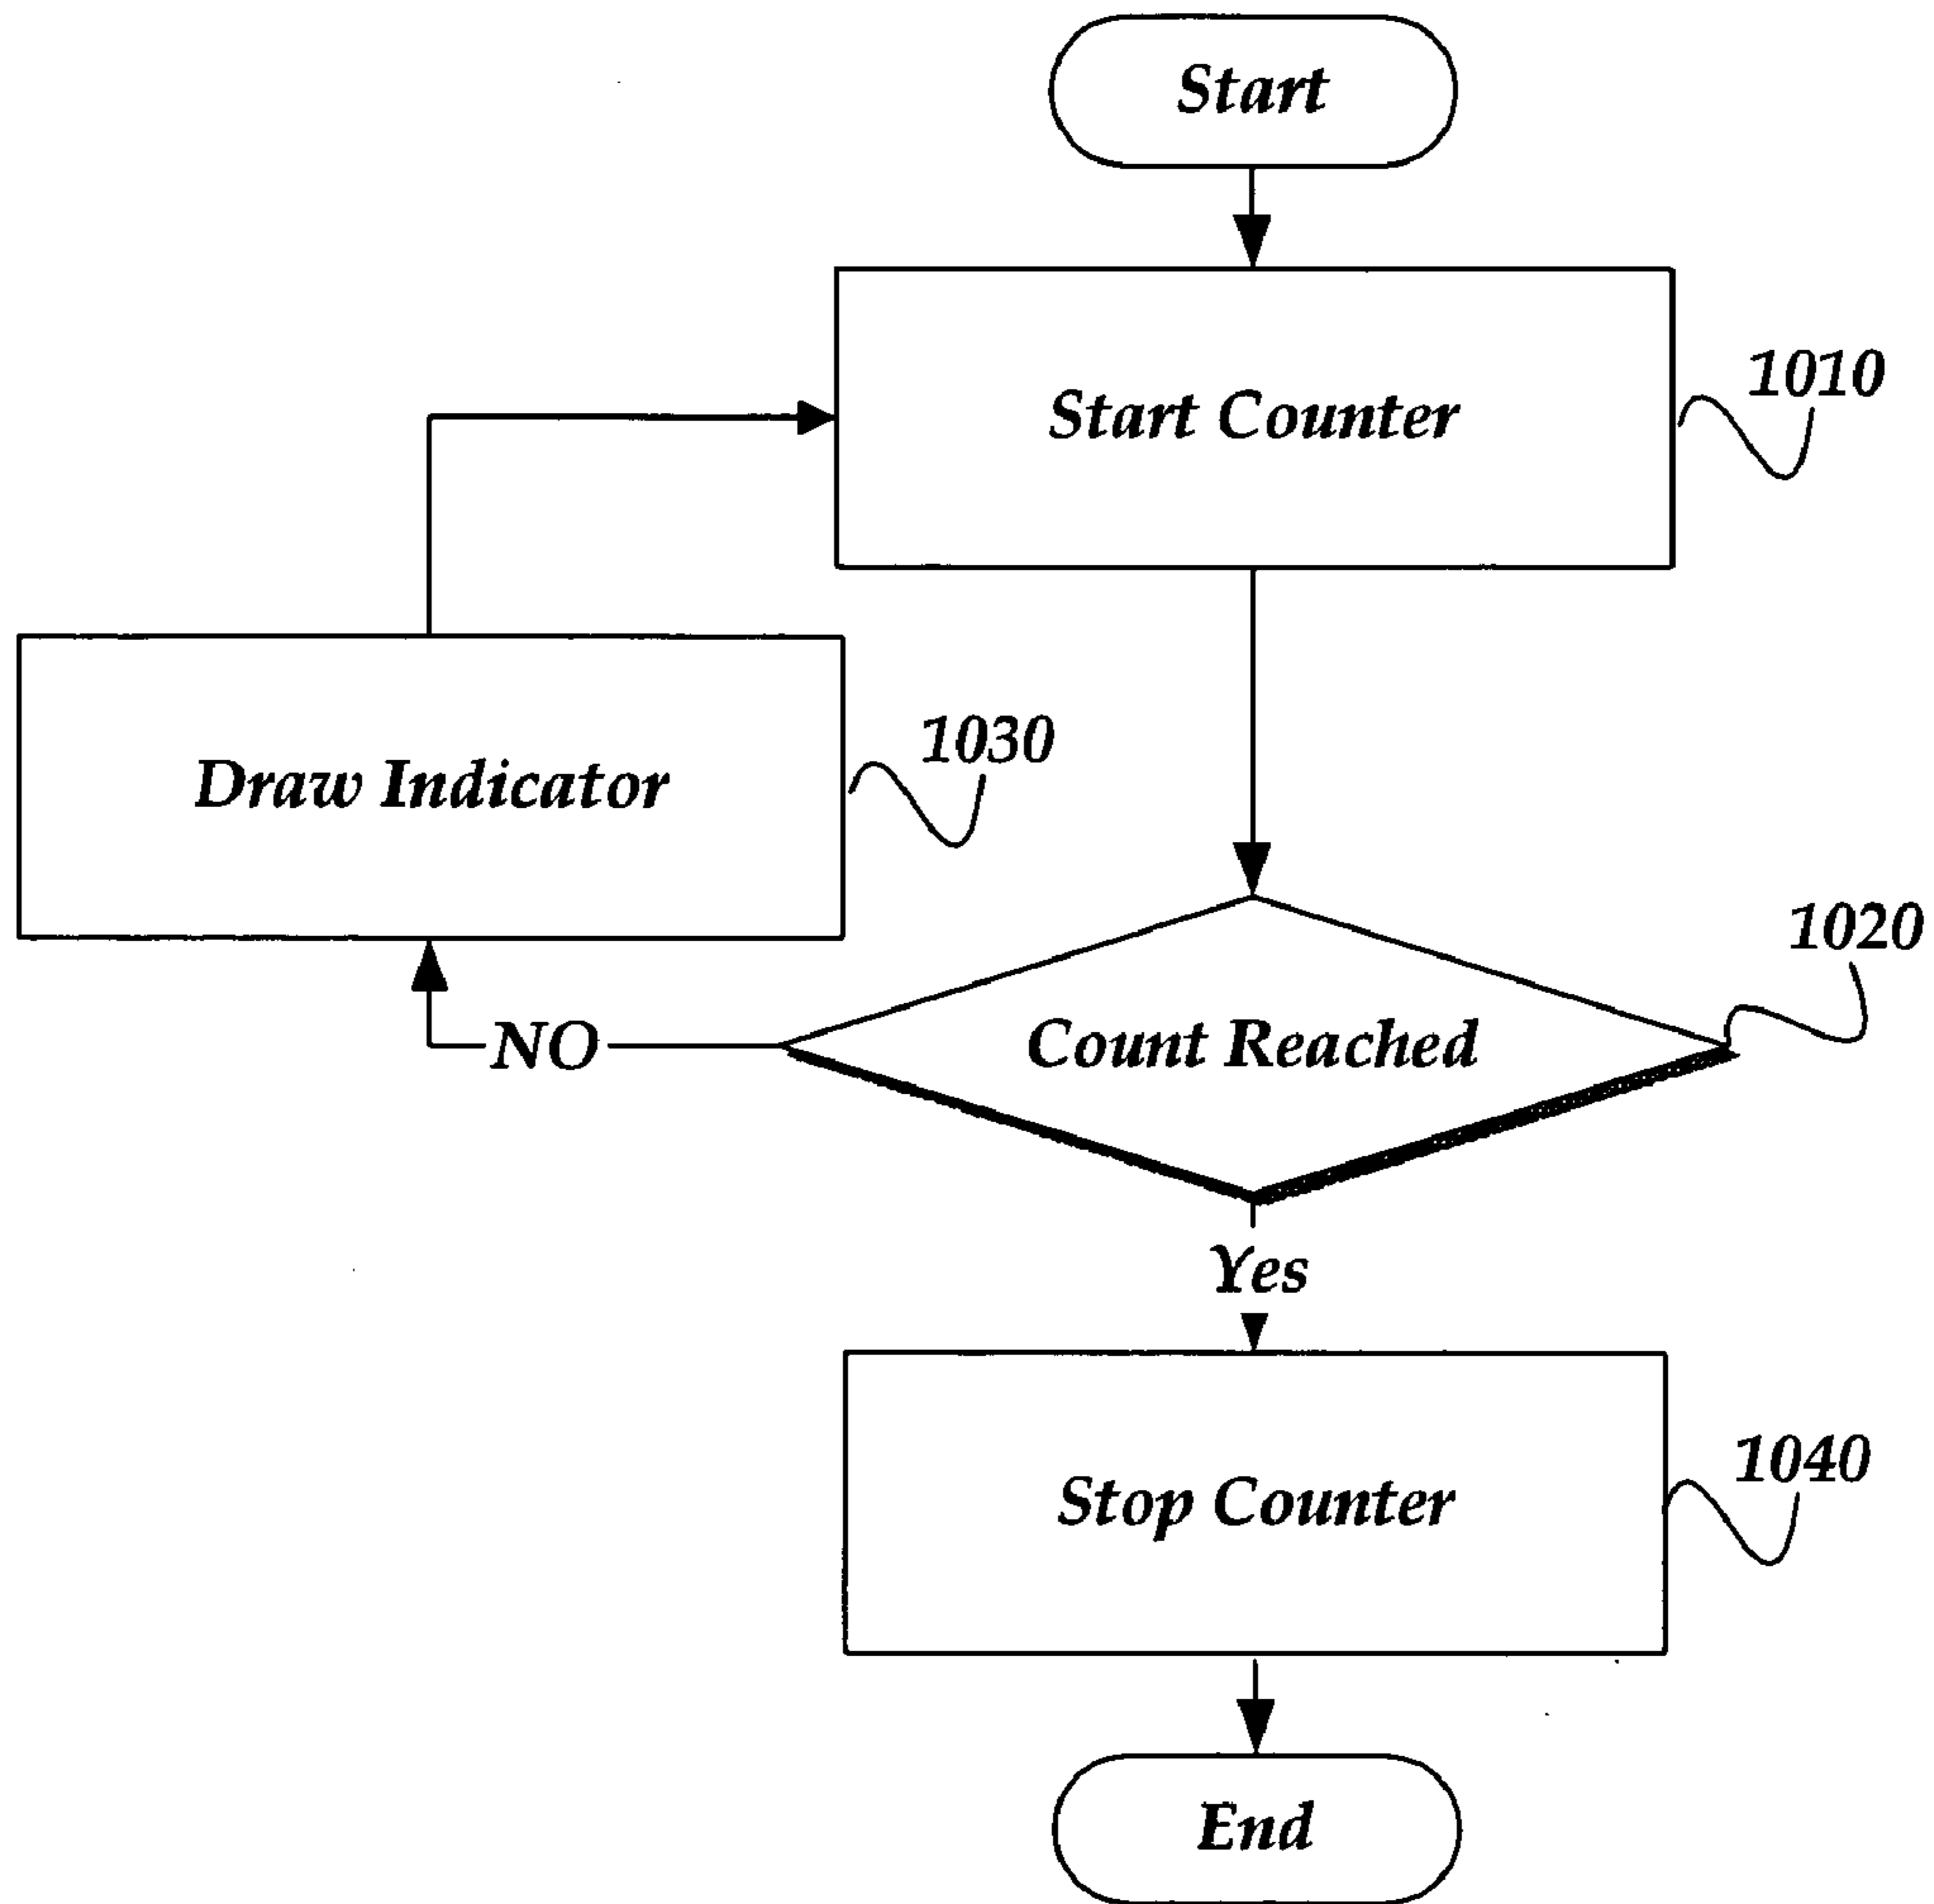 Start
Start Counter
1010
Draw Indicator
1030
Count Reached
1020
NO
Yes
Stop Counter
1040
End